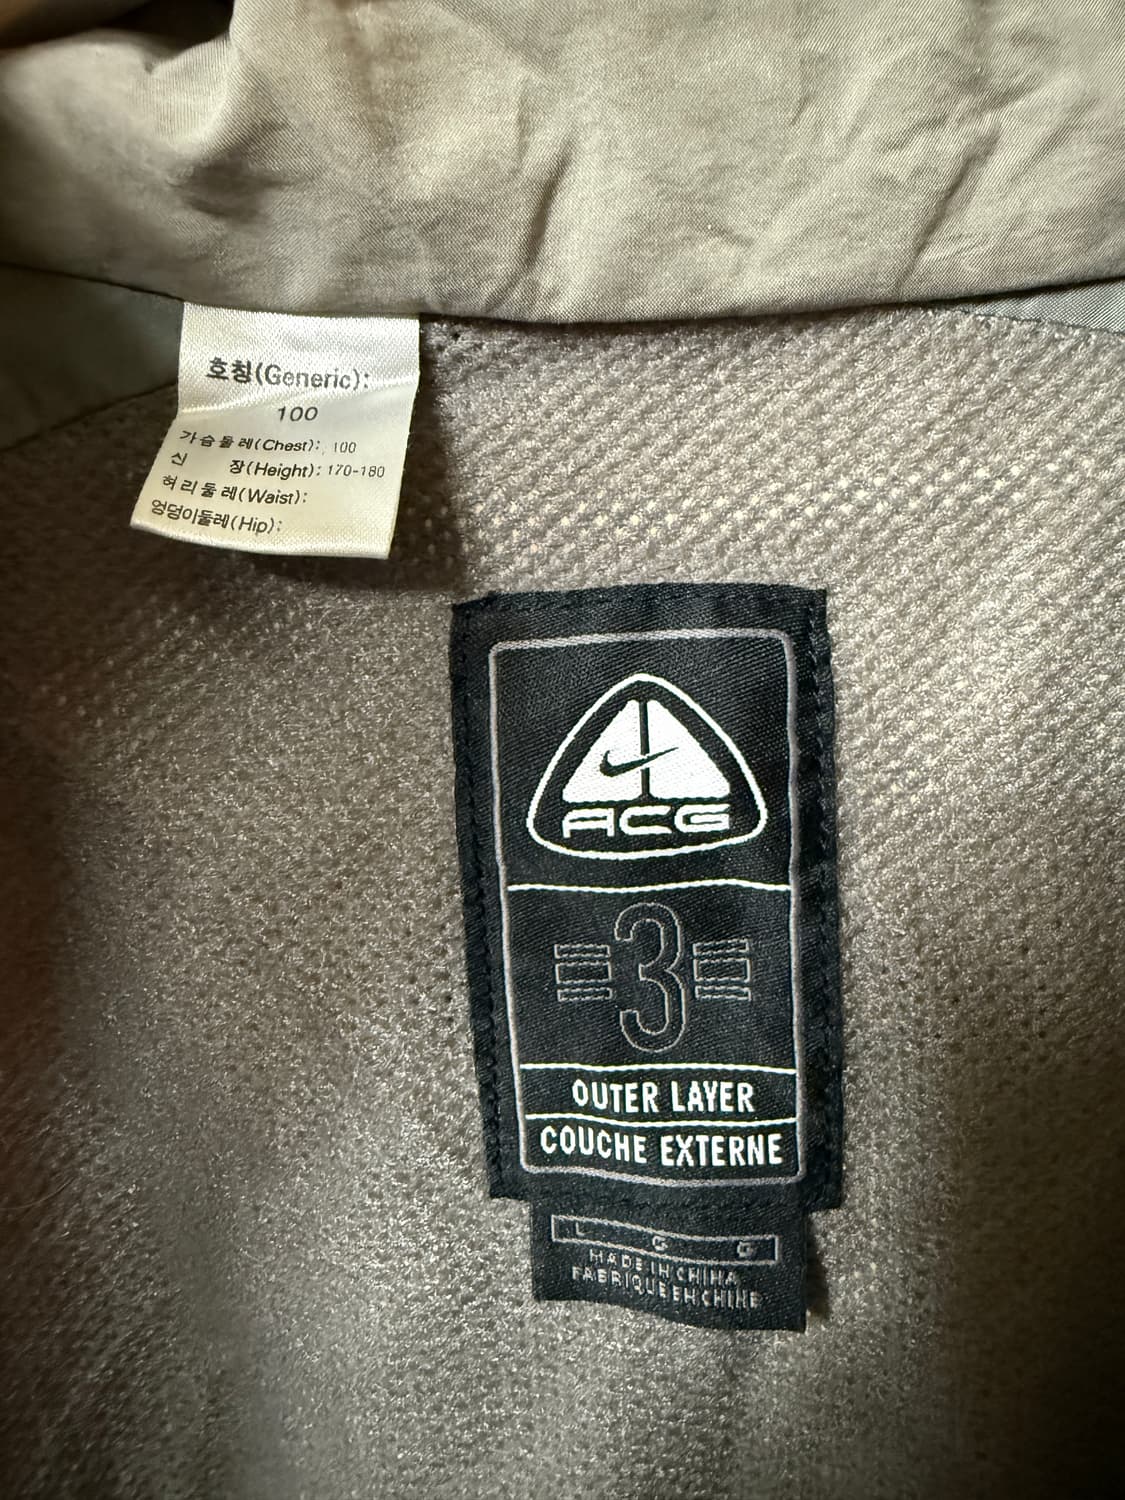 호칭(Generic):
100
가슴둘레(Chest): 100
신 장(Height): 170-180
허리둘레(Waist):
엉덩이둘레(Hip):
ACG
3
OUTER LAYER
COUCHE EXTERNE
L G G
MADE IN CHINA
FABRIQUE EN CHINE